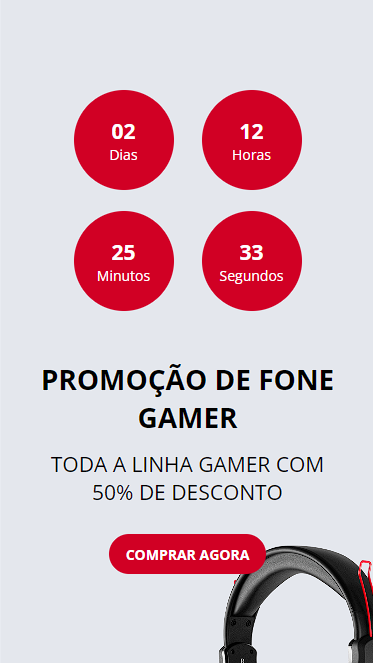 02
Dias
12
Horas
25
Minutos
33
Segundos
PROMOÇÃO DE FONE
GAMER
TODA A LINHA GAMER COM
50% DE DESCONTO
COMPRAR AGORA